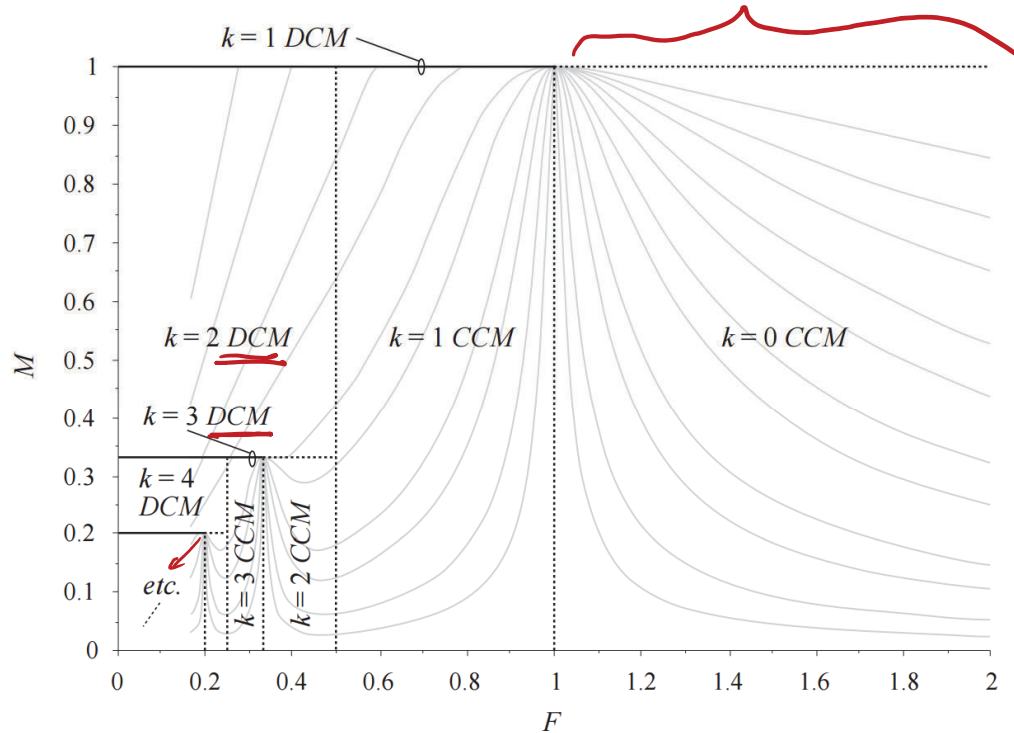 k = 1 DCM
1
0.9
0.8
0.7
0.6
k = 2 DCM
k = 1 CCM
k = 0 CCM
0.5
M
k = 3 DCM
0.4
0.3
k = 4
DCM
k = 3 CCM
k = 2 CCM
0.2
etc.
0.1
0
0
0.2
0.4
0.6
0.8
1
1.2
1.4
1.6
1.8
2
F